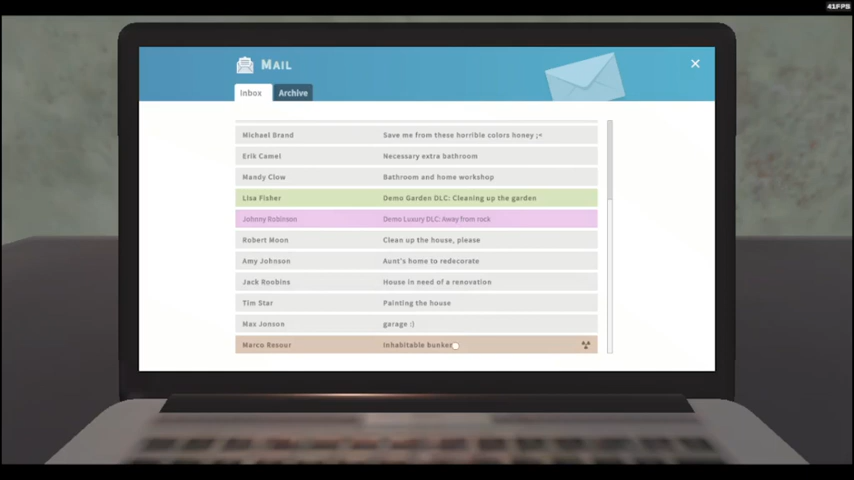 41FPS
MAIL
Inbox Archive
Michael Brand Save me from these horrible colors honey ;<
Erik Camel Necessary extra bathroom
Mandy Clow Bathroom and home workshop
Lisa Fisher Demo Garden DLC: Cleaning up the garden
Johnny Robinson Demo Luxury DLC: Away from rock
Robert Moon Clean up the house, please
Amy Johnson Aunt's home to redecorate
Jack Roobins House in need of a renovation
Tim Star Painting the house
Max Jonson garage :)
Marco Resour Inhabitable bunker